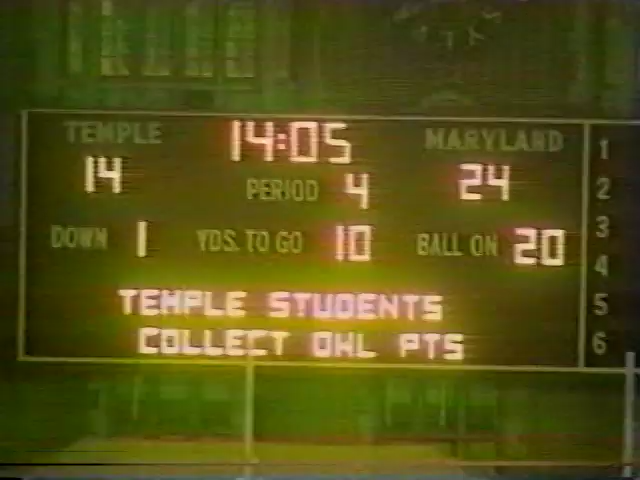 TEMPLE 14:05 MARYLAND
14 PERIOD 4 24
DOWN 1 YDS. TO GO 10 BALL ON 20
TEMPLE STUDENTS
COLLECT OWL PTS
1
2
3
4
5
6